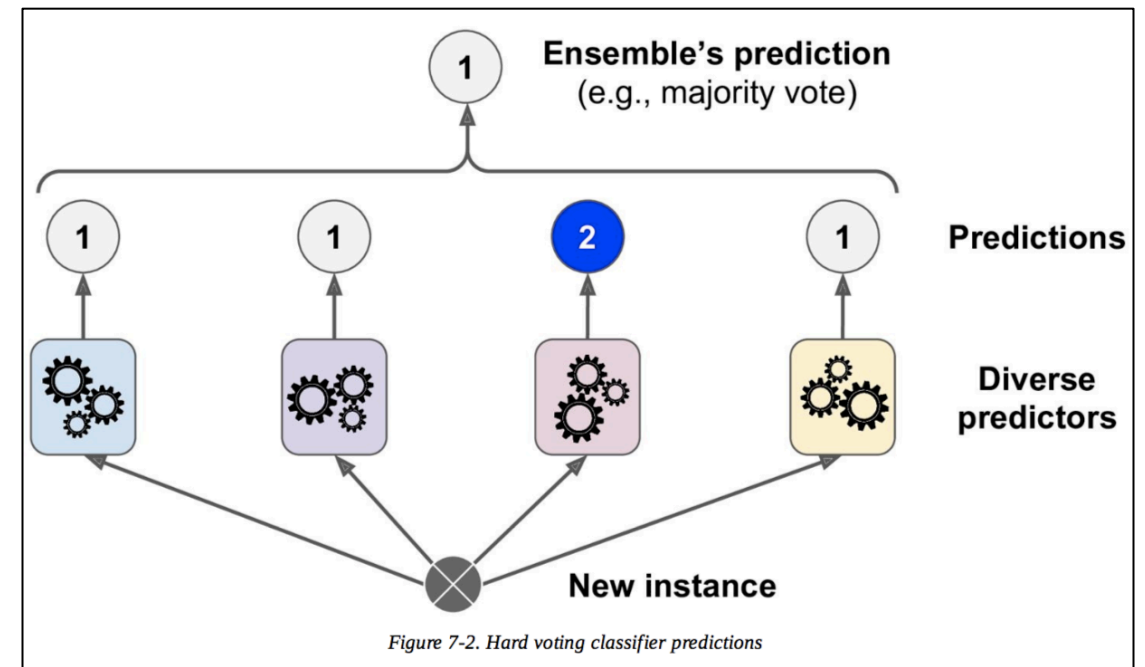 1
Ensemble’s prediction
(e.g., majority vote)
1 1 2 1 Predictions
Diverse
predictors
New instance
Figure 7-2. Hard voting classifier predictions